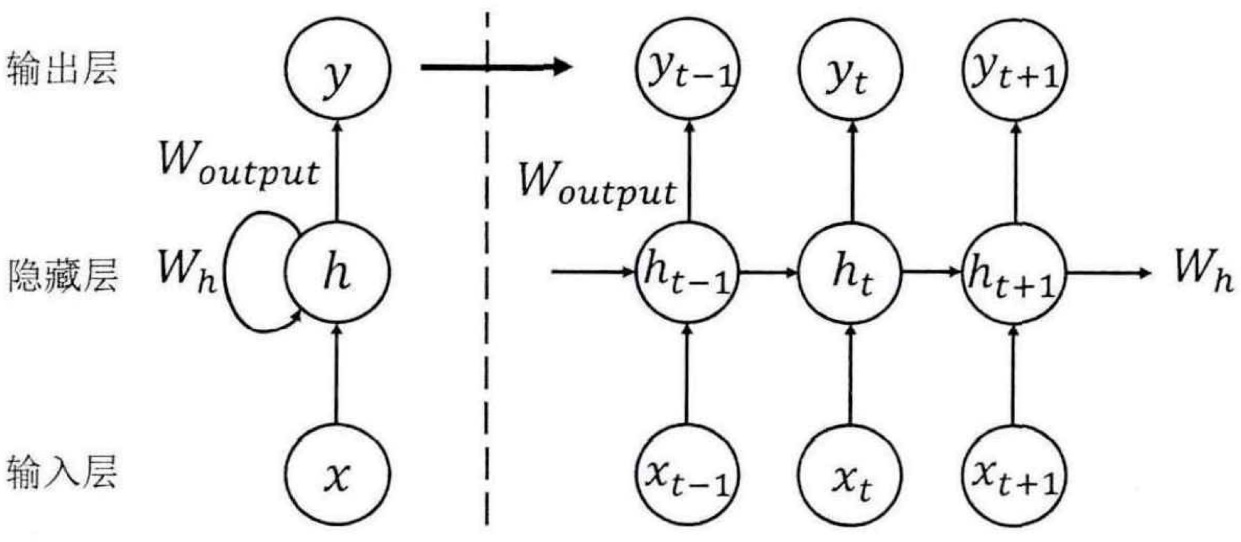 输出层 y y_{t-1} y_t y_{t+1}
W_{output} W_{output}
隐藏层 W_h h h_{t-1} h_t h_{t+1} W_h
输入层 x x_{t-1} x_t x_{t+1}